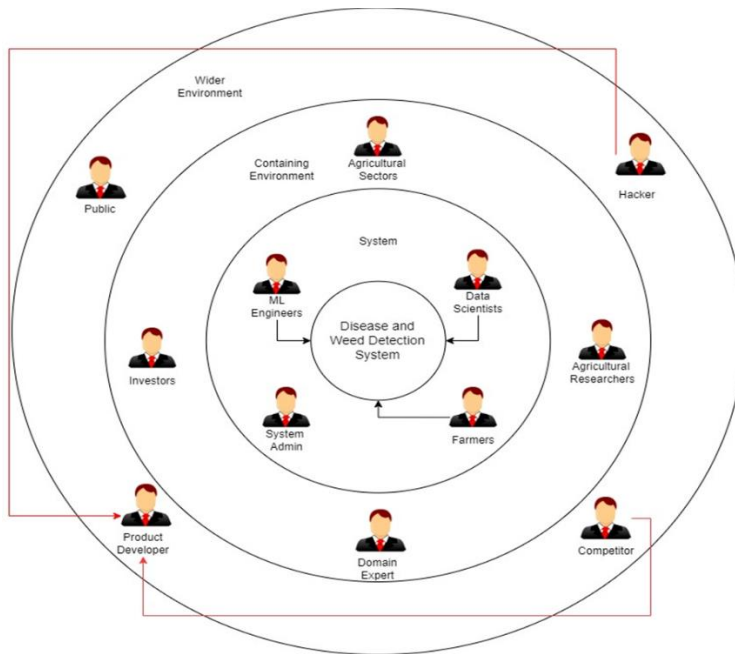 Wider
Environment
Containing
Environment
Agricultural
Sectors
Public
Hacker
System
ML
Engineers
Data
Scientists
Disease and
Weed Detection
System
Investors
Agricultural
Researchers
System
Admin
Farmers
Product
Developer
Domain
Expert
Competitor